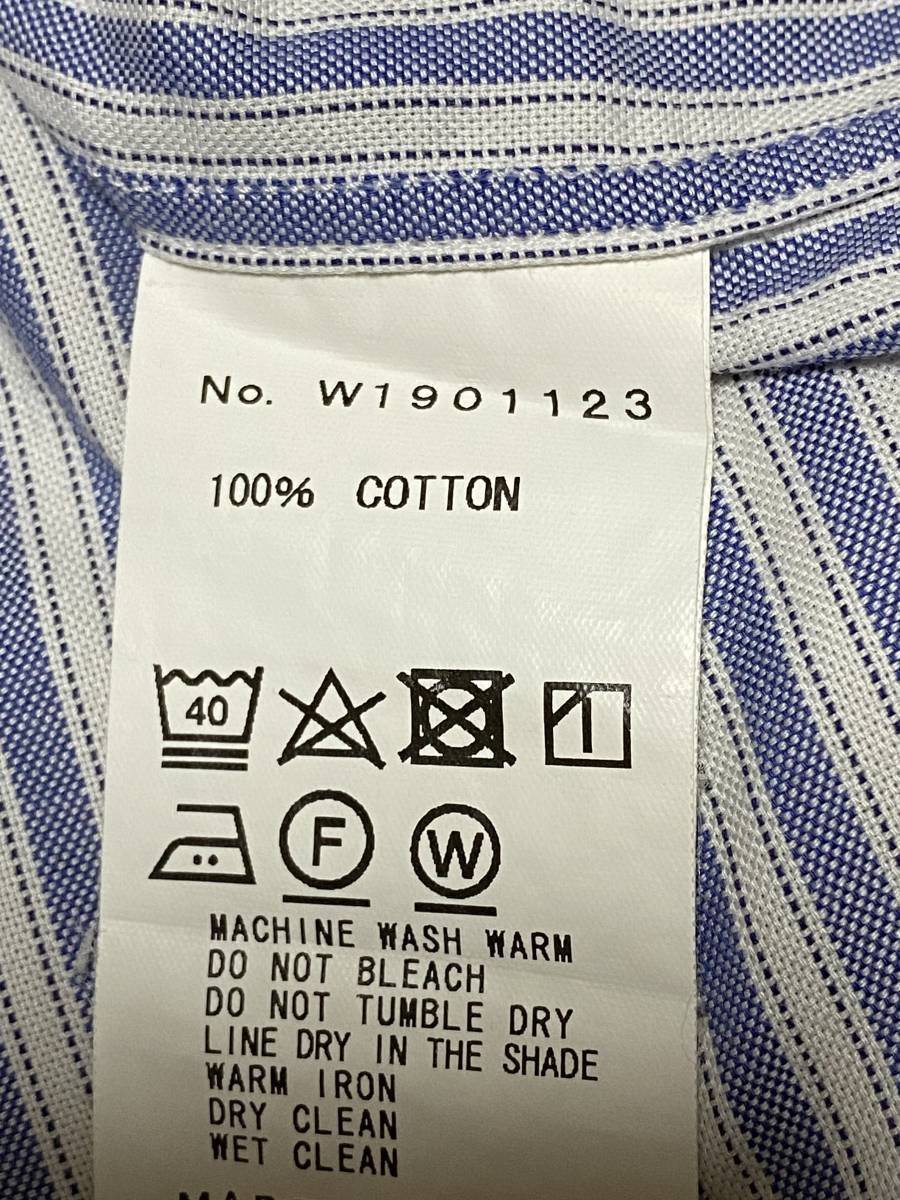 No. W1901123
100% COTTON
40
F
W
MACHINE WASH WARM
DO NOT BLEACH
DO NOT TUMBLE DRY
LINE DRY IN THE SHADE
WARM IRON
DRY CLEAN
WET CLEAN